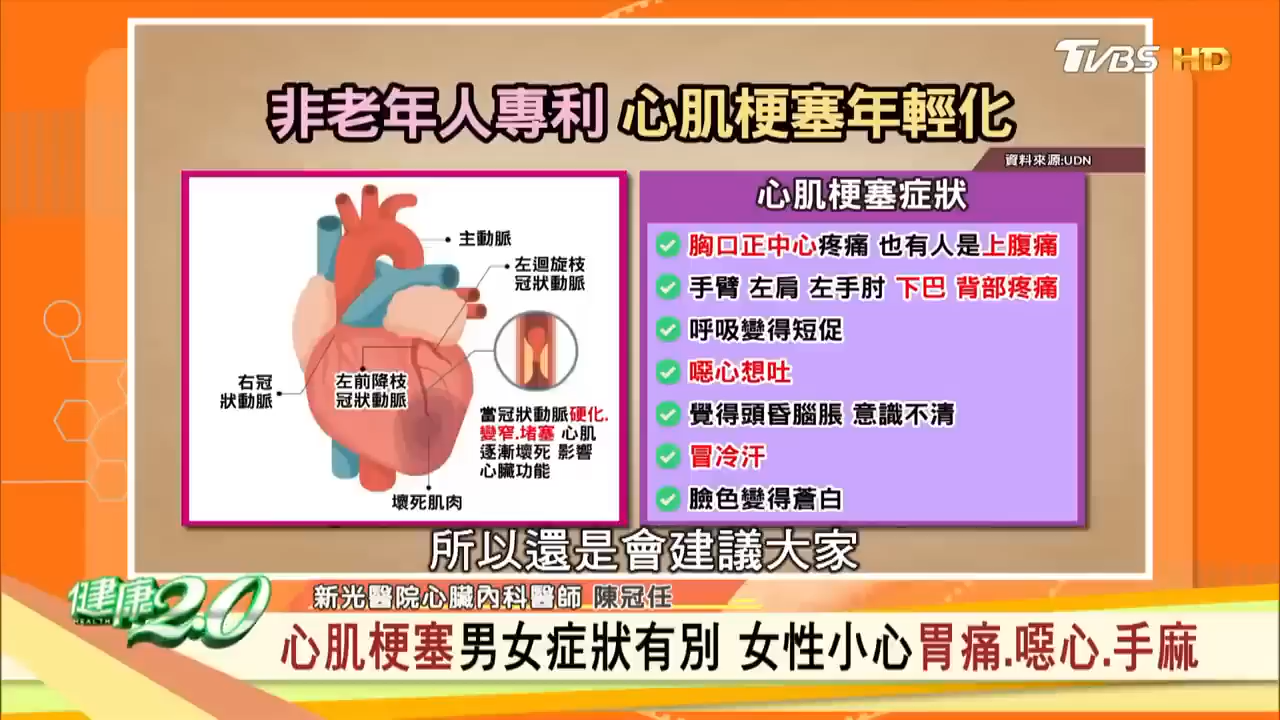 TVBS HD
非老年人專利 心肌梗塞年輕化
資料來源:UDN
主動脈
左迴旋枝
冠狀動脈
右冠
狀動脈
左前降枝
冠狀動脈
當冠狀動脈硬化.
變窄.堵塞 心肌
逐漸壞死 影響
心臟功能
壞死肌肉
心肌梗塞症狀
胸口正中心疼痛 也有人是上腹痛
手臂 左肩 左手肘 下巴 背部疼痛
呼吸變得短促
噁心想吐
覺得頭昏腦脹 意識不清
冒冷汗
臉色變得蒼白
所以還是會建議大家
健康2.0
HEALTH
新光醫院心臟內科醫師 陳冠任
心肌梗塞男女症狀有別 女性小心胃痛.噁心.手麻